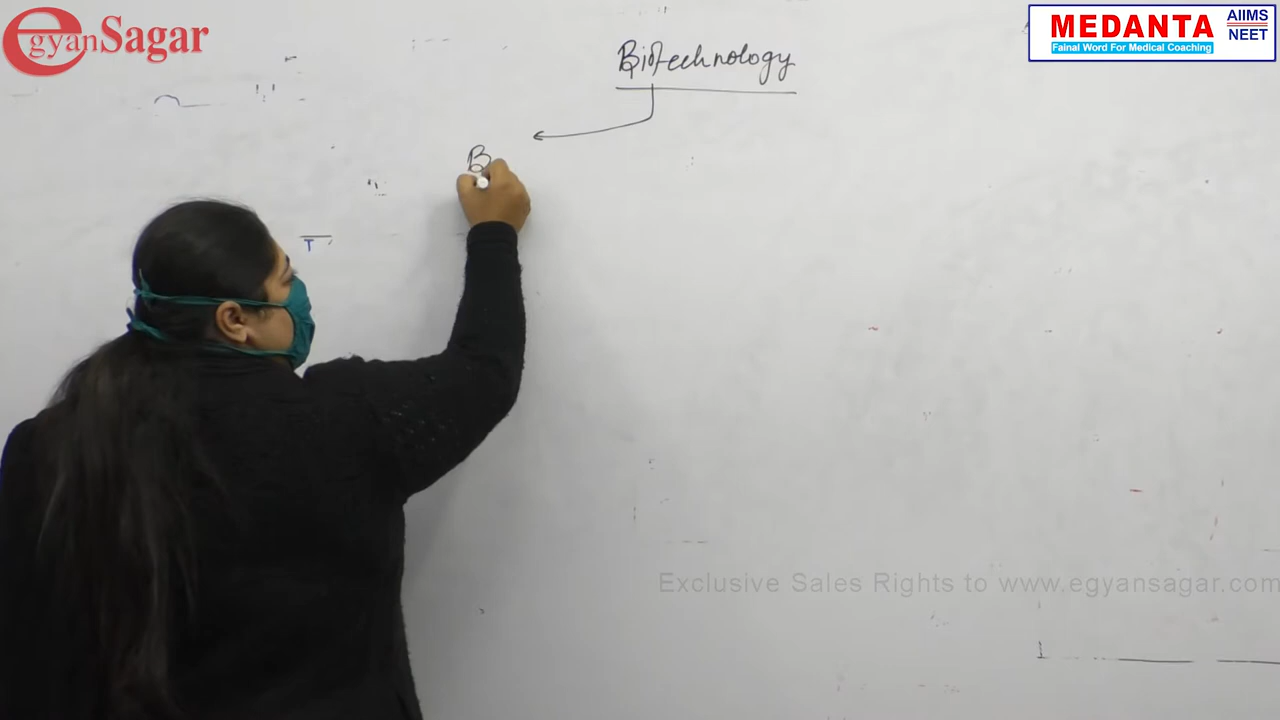 egyanSagar
MEDANTA
Fainal Word For Medical Coaching
AIIMS
NEET
Biotechnology
B
T
Exclusive Sales Rights to www.egyansagar.com